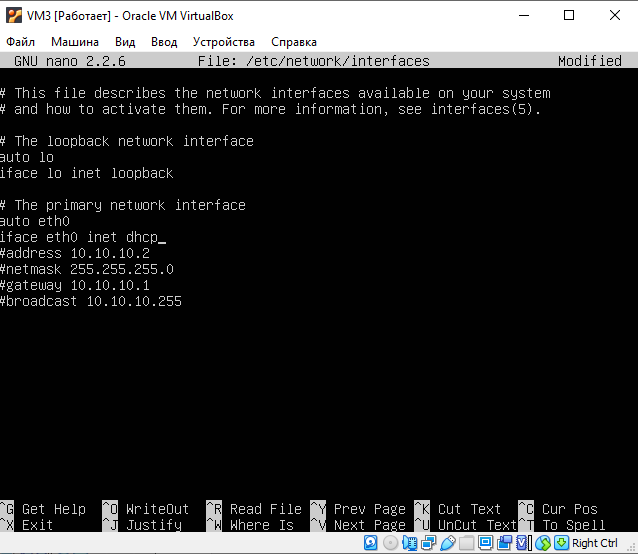 VM3 [Работает] - Oracle VM VirtualBox
Файл Машина Вид Ввод Устройства Справка
GNU nano 2.2.6 File: /etc/network/interfaces Modified
# This file describes the network interfaces available on your system
# and how to activate them. For more information, see interfaces(5).
# The loopback network interface
auto lo
iface lo inet loopback
# The primary network interface
auto eth0
iface eth0 inet dhcp_
#address 10.10.10.2
#netmask 255.255.255.0
#gateway 10.10.10.1
#broadcast 10.10.10.255
^G Get Help ^O WriteOut ^R Read File ^Y Prev Page ^K Cut Text ^C Cur Pos
^X Exit ^J Justify ^W Where Is ^V Next Page ^U UnCut Text ^T To Spell
Right Ctrl